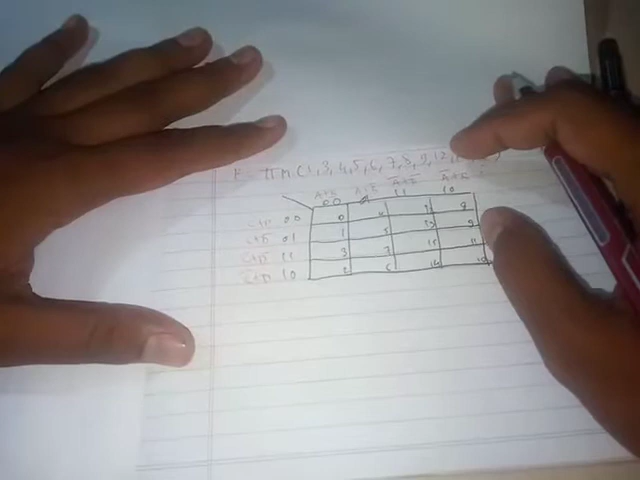 F = πM(1,3,4,5,6,7,8,9,12,
A+B A+B̅ A̅+B̅ A̅+B
00 01 11 10
C+D 00 0 4 12 8
C+D̅ 01 1 5 13 9
C̅+D̅ 11 3 7 15 11
C̅+D 10 2 6 14 10